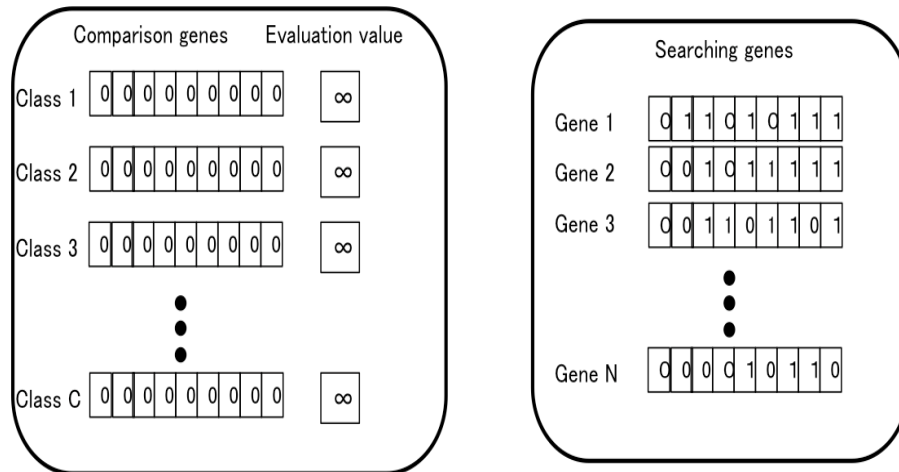 Comparison genes Evaluation value
Class 1 0 0 0 0 0 0 0 0 0 ∞
Class 2 0 0 0 0 0 0 0 0 0 ∞
Class 3 0 0 0 0 0 0 0 0 0 ∞
Class C 0 0 0 0 0 0 0 0 0 ∞
Searching genes
Gene 1 0 1 1 0 1 0 1 1 1
Gene 2 0 0 1 0 1 1 1 1 1
Gene 3 0 0 1 1 0 1 1 0 1
Gene N 0 0 0 0 1 0 1 1 0